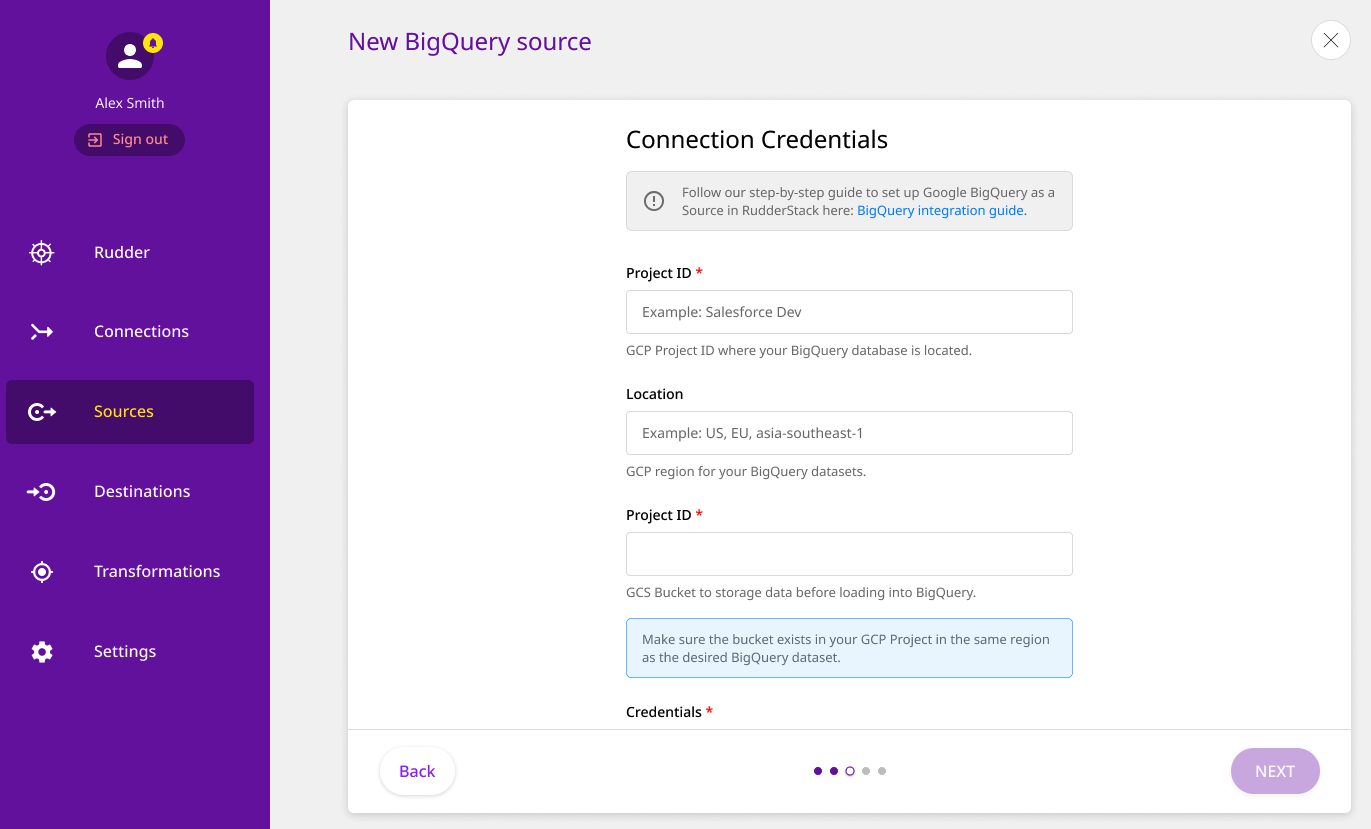 Alex Smith
Sign out
Rudder
Connections
Sources
Destinations
Transformations
Settings
New BigQuery source
Connection Credentials
Follow our step-by-step guide to set up Google BigQuery as a
Source in RudderStack here: BigQuery integration guide.
Project ID *
Example: Salesforce Dev
GCP Project ID where your BigQuery database is located.
Location
Example: US, EU, asia-southeast-1
GCP region for your BigQuery datasets.
Project ID *
GCS Bucket to storage data before loading into BigQuery.
Make sure the bucket exists in your GCP Project in the same region
as the desired BigQuery dataset.
Credentials *
Back
NEXT